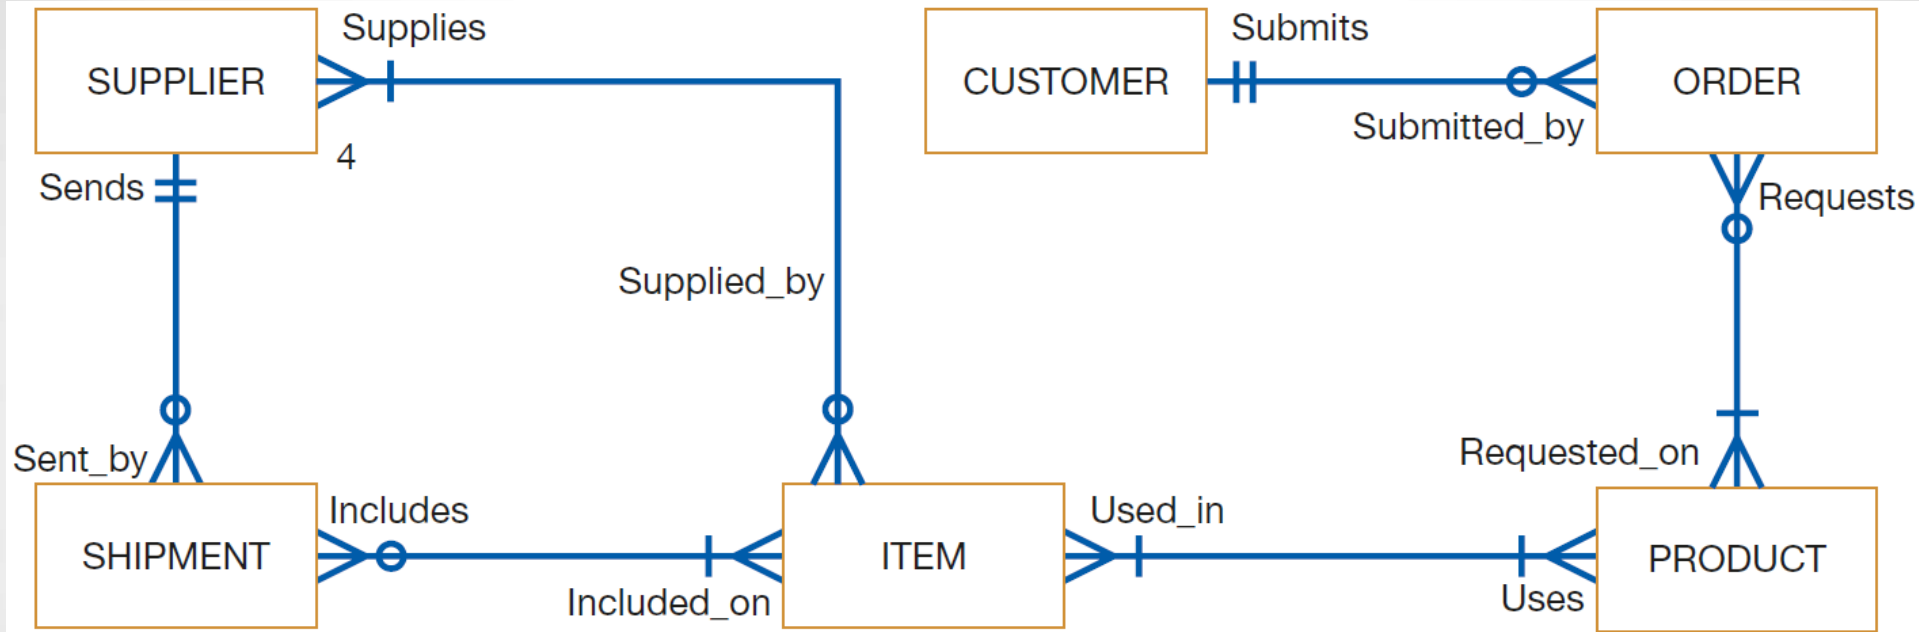 Supplies
Submits
SUPPLIER
CUSTOMER
ORDER
Submitted_by
4
Sends
Requests
Supplied_by
Sent_by
Requested_on
Includes
Used_in
SHIPMENT
ITEM
PRODUCT
Included_on
Uses